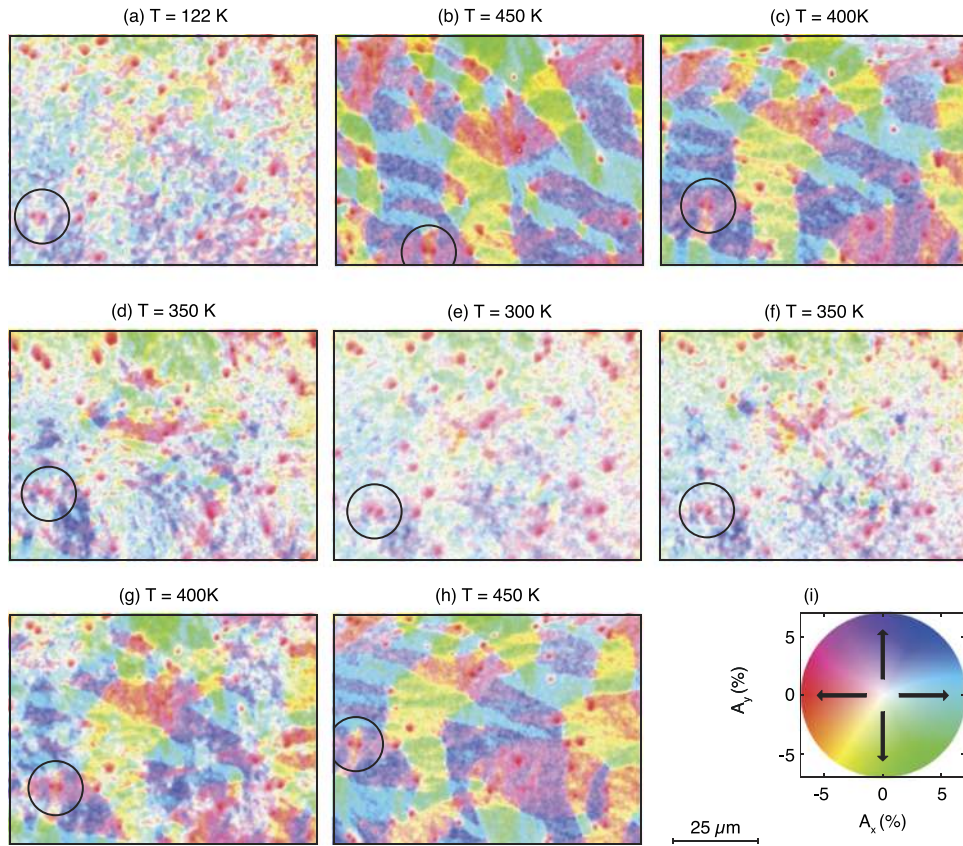 (a) T = 122 K
(b) T = 450 K
(c) T = 400K
(d) T = 350 K
(e) T = 300 K
(f) T = 350 K
(g) T = 400K
(h) T = 450 K
(i)
5
0
-5
A_y (%)
-5 0 5
A_x (%)
25 µm